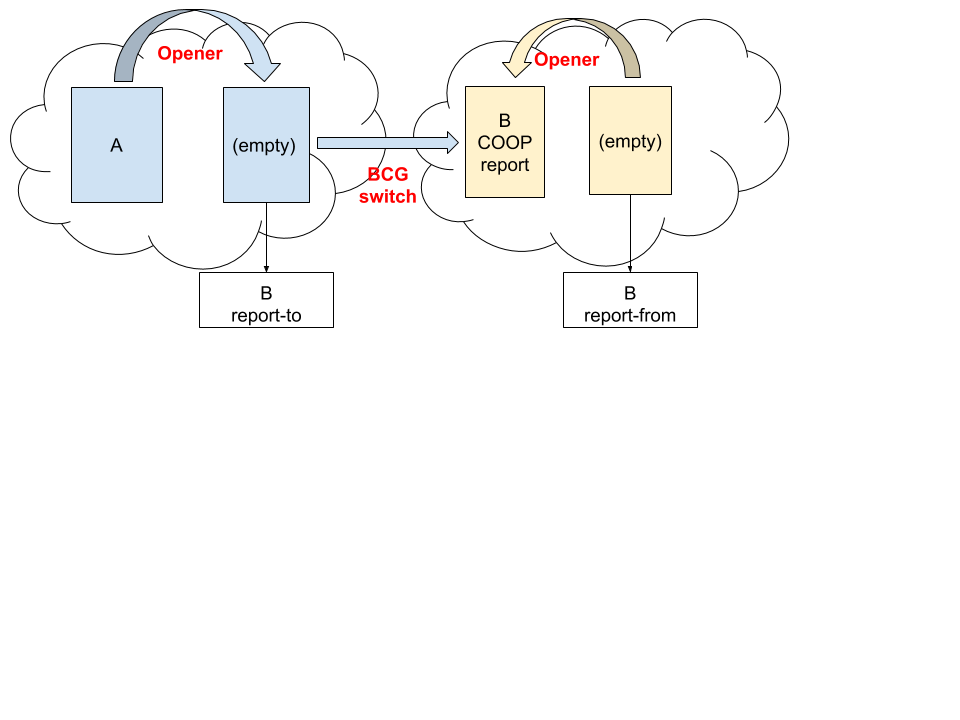 Opener
A
(empty)
BCG
switch
B
report-to
Opener
B
COOP
report
(empty)
B
report-from